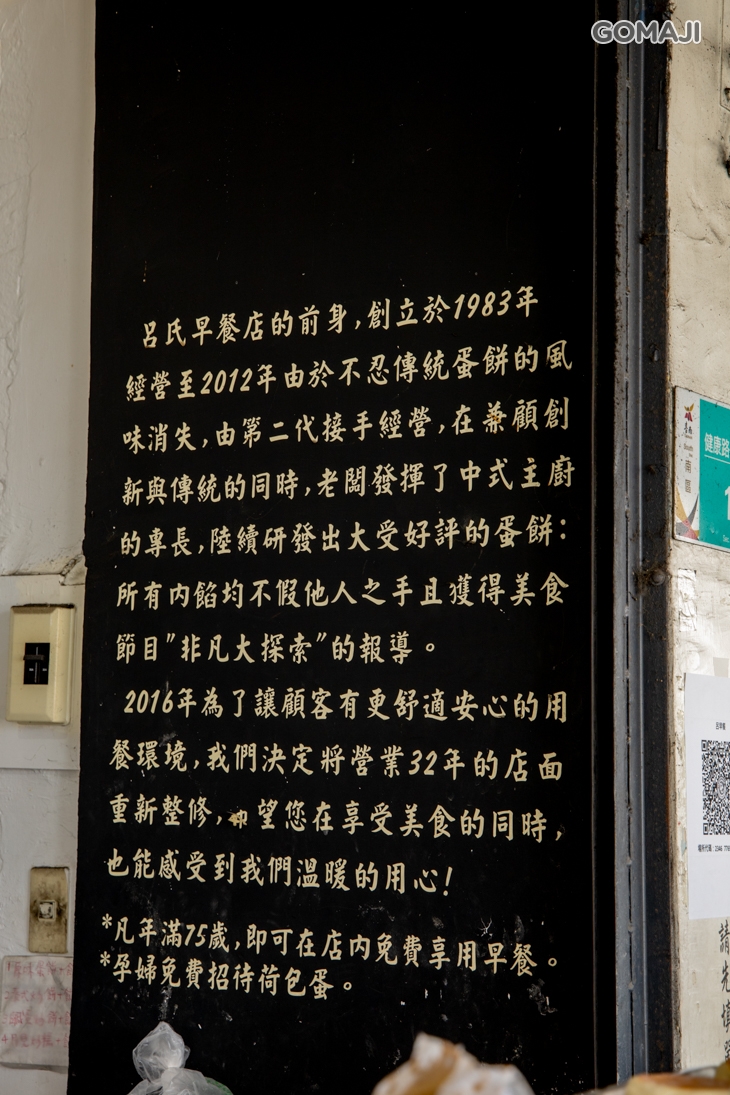 GOMAJI
呂氏早餐店的前身,創立於1983年
經營至2012年由於不忍傳統蛋餅的風
味消失,由第二代接手經營,在兼顧創
新與傳統的同時,老闆發揮了中式主廚
的專長,陸續研發出大受好評的蛋餅:
所有內餡均不假他人之手且獲得美食
節目"非凡大探索"的報導。
2016年為了讓顧客有更舒適安心的用
餐環境,我們決定將營業32年的店面
重新整修,望您在享受美食的同時,
也能感受到我們溫暖的用心!
*凡年滿75歲,即可在店內免費享用早餐。
*孕婦免費招待荷包蛋。
南區
健康路
1
請先